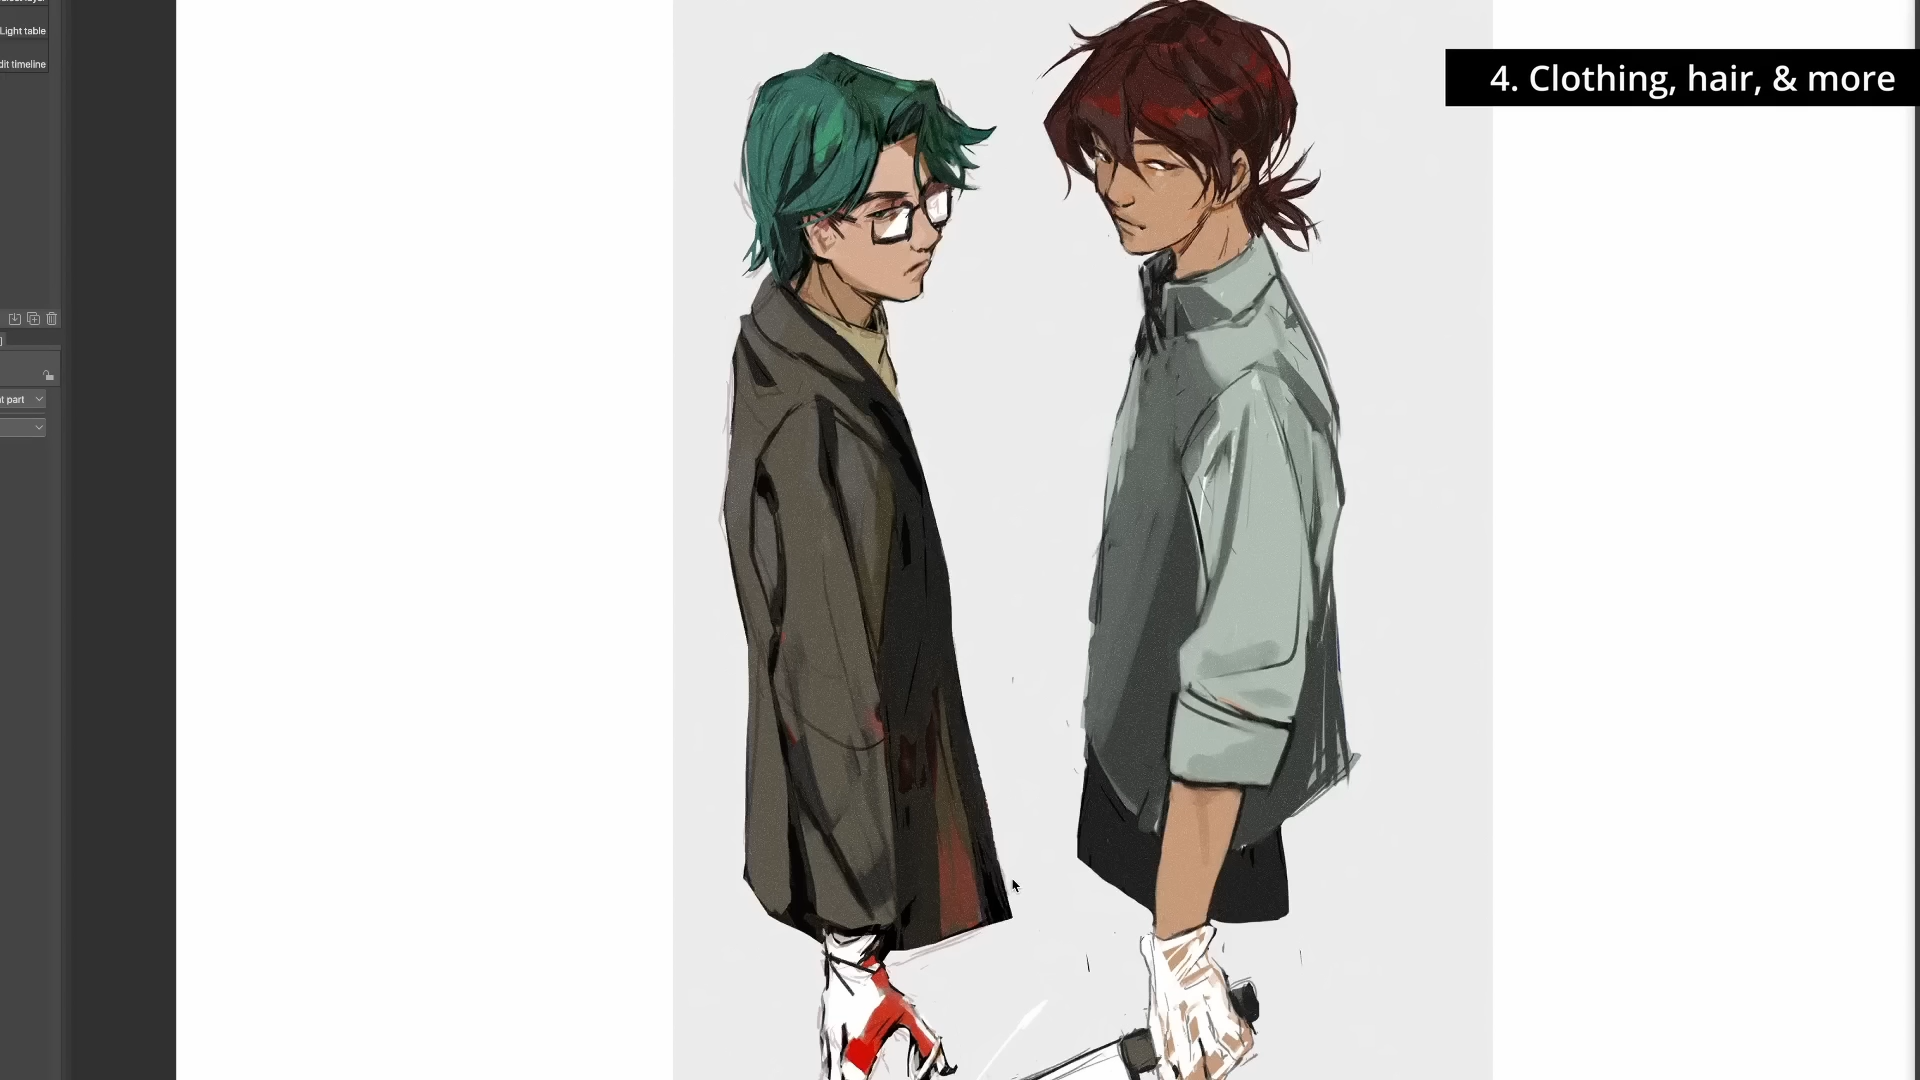 Light table
dit timeline
4. Clothing, hair, & more
t part